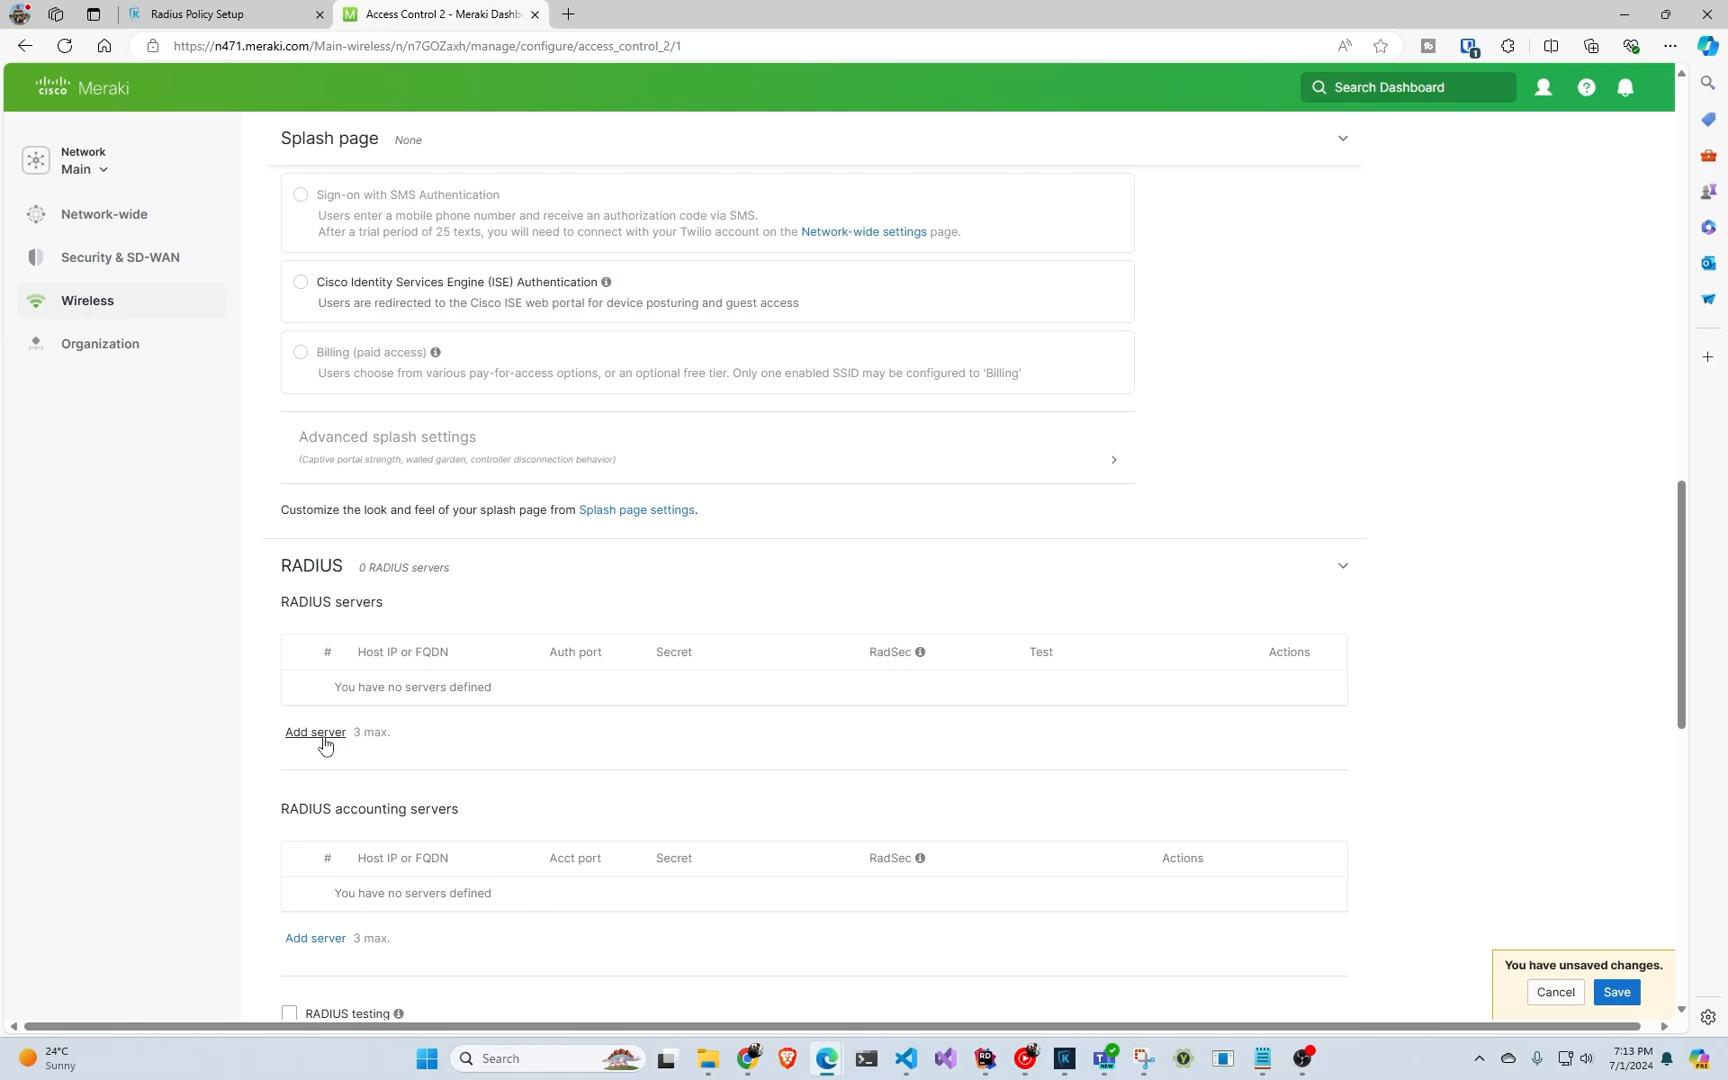 Radius Policy Setup
Access Control 2 - Meraki Dashb
https://n471.meraki.com/Main-wireless/n/n7GOZaxh/manage/configure/access_control_2/1
CISCO Meraki
Search Dashboard
Network
Main
Network-wide
Security & SD-WAN
Wireless
Organization
Splash page None
Sign-on with SMS Authentication
Users enter a mobile phone number and receive an authorization code via SMS.
After a trial period of 25 texts, you will need to connect with your Twilio account on the Network-wide settings page.
Cisco Identity Services Engine (ISE) Authentication
Users are redirected to the Cisco ISE web portal for device posturing and guest access
Billing (paid access)
Users choose from various pay-for-access options, or an optional free tier. Only one enabled SSID may be configured to 'Billing'
Advanced splash settings
(Captive portal strength, walled garden, controller disconnection behavior)
Customize the look and feel of your splash page from Splash page settings.
RADIUS 0 RADIUS servers
RADIUS servers
# Host IP or FQDN Auth port Secret RadSec Test Actions
You have no servers defined
Add server 3 max.
RADIUS accounting servers
# Host IP or FQDN Acct port Secret RadSec Actions
You have no servers defined
Add server 3 max.
RADIUS testing
You have unsaved changes.
Cancel Save
24°C
Sunny
Search
7:13 PM
7/1/2024